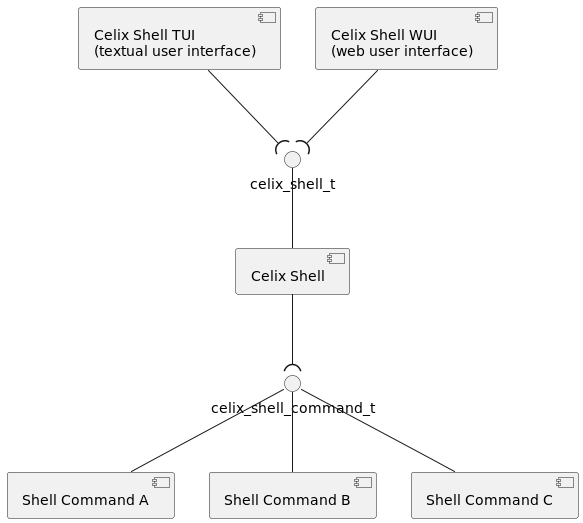 Celix Shell TUI
(textual user interface)
Celix Shell WUI
(web user interface)
celix_shell_t
Celix Shell
celix_shell_command_t
Shell Command A
Shell Command B
Shell Command C